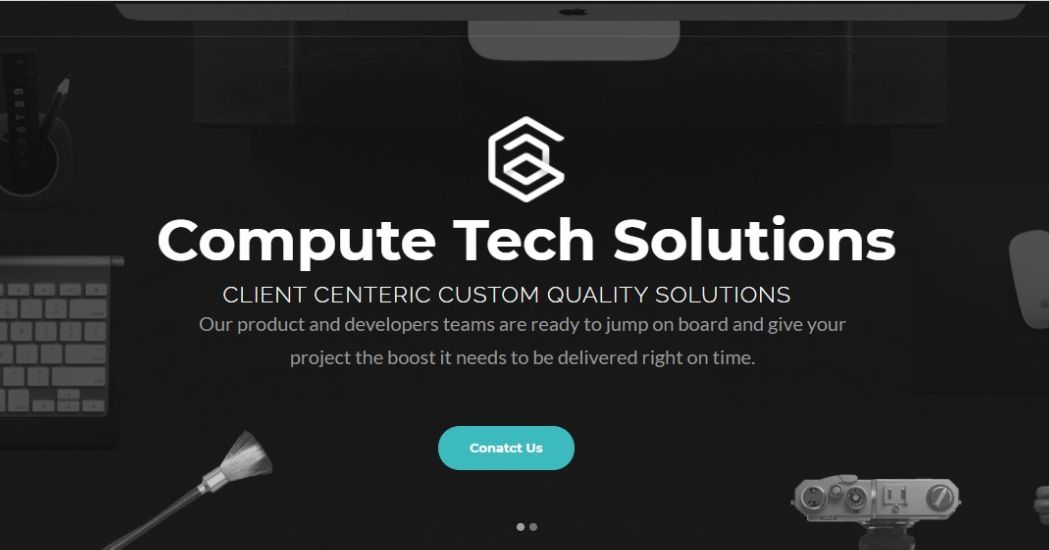 Compute Tech Solutions
CLIENT CENTERIC CUSTOM QUALITY SOLUTIONS
Our product and developers teams are ready to jump on board and give your
project the boost it needs to be delivered right on time.
Conatct Us